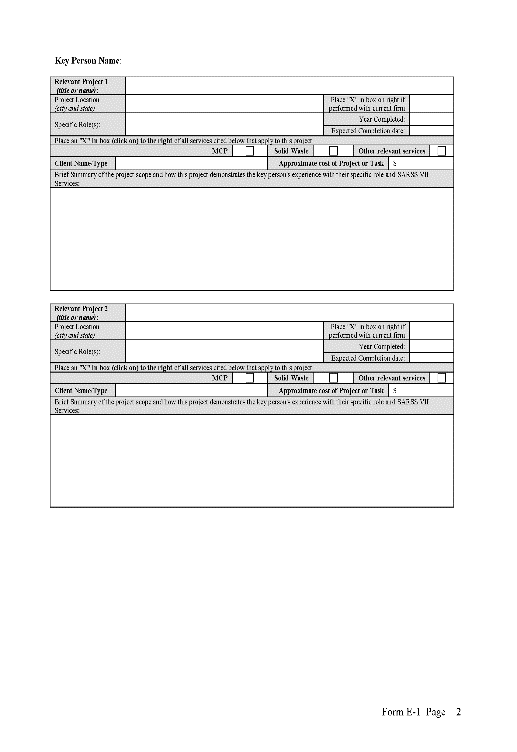 Key Person Name:
Relevant Project 1
(title or name):
Project Location
(city and state)
Place "X" in box on right if
performed with current firm
Specific Role(s):
Year Completed:
Expected Completion date:
Place an "X" in box (click on) to the right of all services cited below that apply to this project
MCP
Solid Waste
Other relevant services
Client Name/Type
Approximate cost of Project or Task
$
Brief Summary of the project scope and how this project demonstrates the key person's experience with their specific role and SARSS VII
Services:
Relevant Project 2
(title or name):
Project Location
(city and state)
Place "X" in box on right if
performed with current firm
Specific Role(s):
Year Completed:
Expected Completion date:
Place an "X" in box (click on) to the right of all services cited below that apply to this project
MCP
Solid Waste
Other relevant services
Client Name/Type
Approximate cost of Project or Task
$
Brief Summary of the project scope and how this project demonstrates the key person's experience with their specific role and SARSS VII
Services:
Form E-1 Page 2